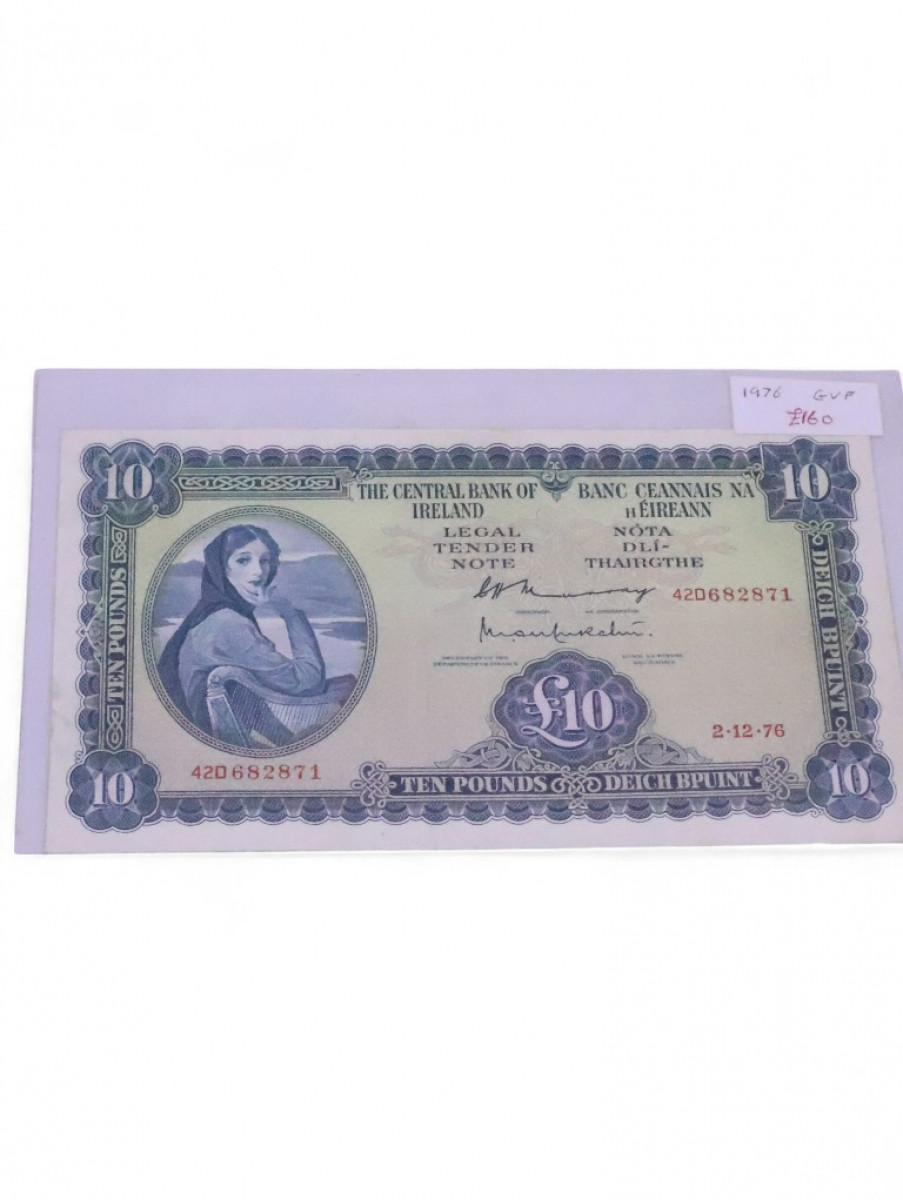 1976 GVF
£160
10
10
THE CENTRAL BANK OF IRELAND
BANC CEANNAIS NA hÉIREANN
LEGAL TENDER NOTE
NÓTA DLÍ-THAIRGTHE
C H Murray
42D682871
TEN POUNDS
DEICH BPUINT
£10
2·12·76
42D682871
10
TEN POUNDS
DEICH BPUINT
10